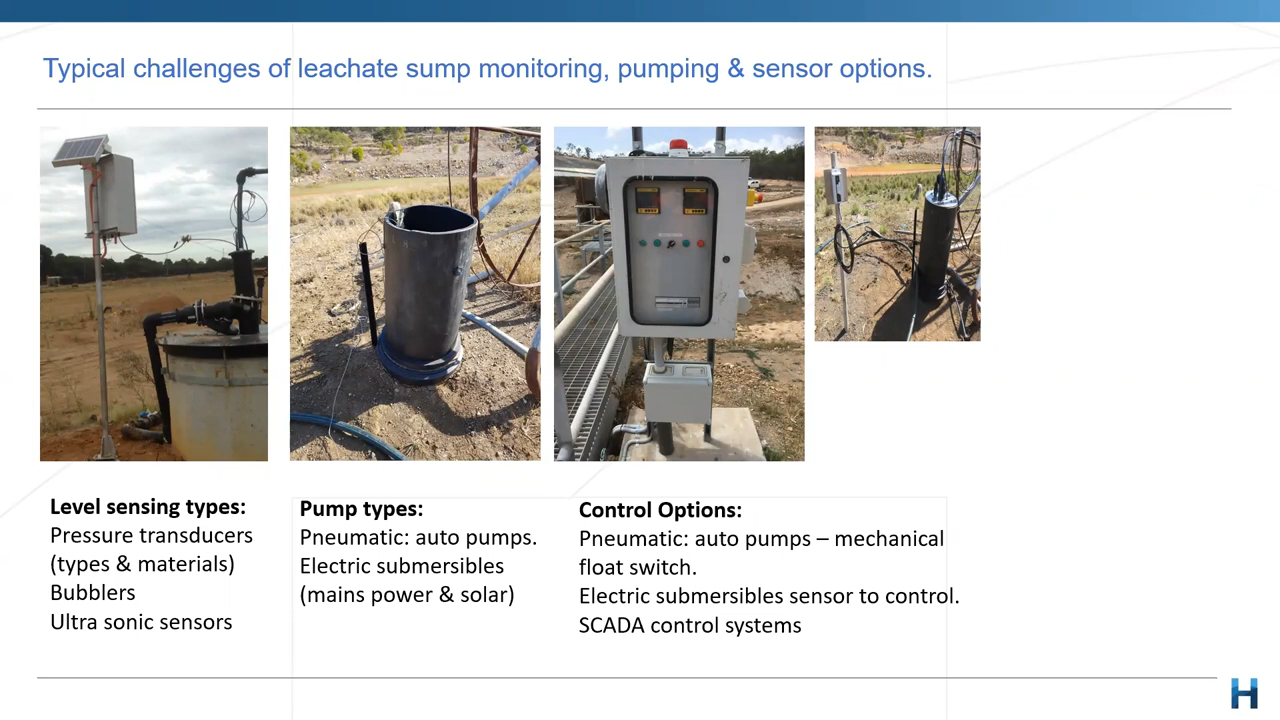 Typical challenges of leachate sump monitoring, pumping & sensor options.
Level sensing types:
Pressure transducers
(types & materials)
Bubblers
Ultra sonic sensors
Pump types:
Pneumatic: auto pumps.
Electric submersibles
(mains power & solar)
Control Options:
Pneumatic: auto pumps – mechanical
float switch.
Electric submersibles sensor to control.
SCADA control systems
H